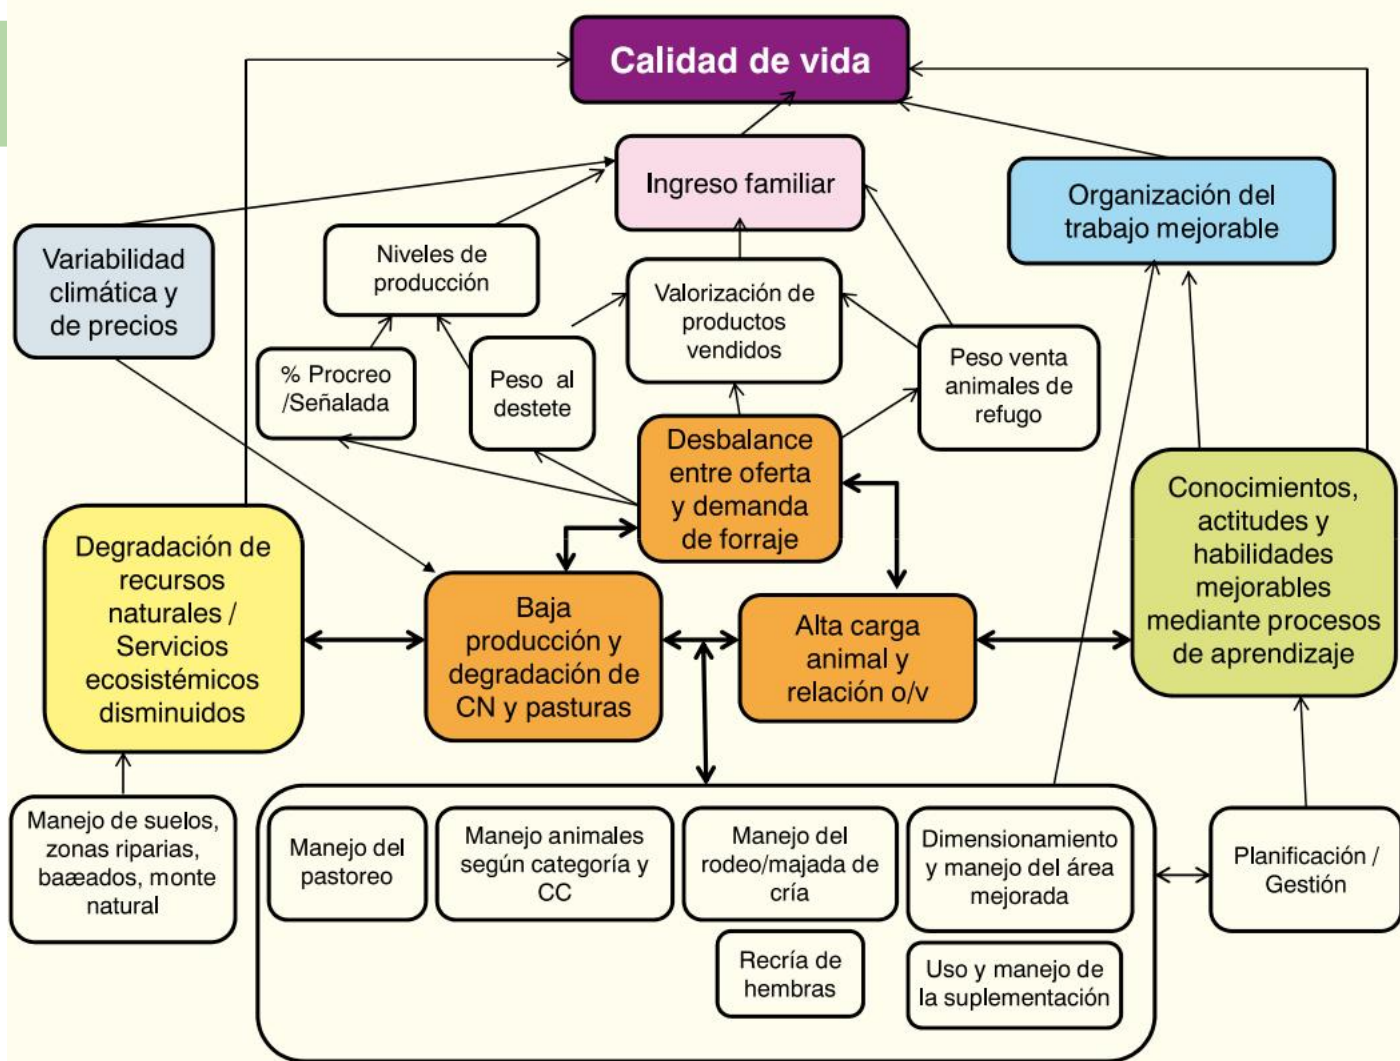 Calidad de vida
Ingreso familiar
Organización del
trabajo mejorable
Variabilidad
climática y
de precios
Niveles de
producción
Valorización de
productos
vendidos
% Procreo
/Señalada
Peso al
destete
Peso venta
animales de
refugo
Desbalance
entre oferta
y demanda
de forraje
Conocimientos,
actitudes y
habilidades
mejorables
mediante procesos
de aprendizaje
Degradación de
recursos
naturales /
Servicios
ecosistémicos
disminuidos
Baja
producción y
degradación de
CN y pasturas
Alta carga
animal y
relación o/v
Manejo de suelos,
zonas riparias,
baæados, monte
natural
Manejo del
pastoreo
Manejo animales
según categoría y
CC
Manejo del
rodeo/majada de
cría
Dimensionamiento
y manejo del área
mejorada
Planificación /
Gestión
Recría de
hembras
Uso y manejo de
la suplementación